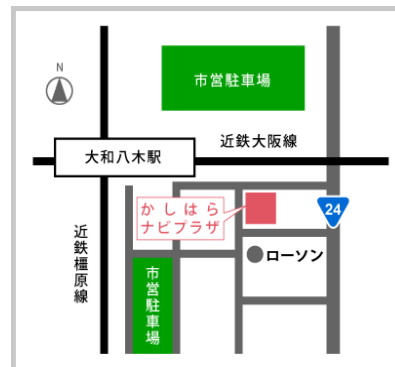 N
市営駐車場
近鉄大阪線
大和八木駅
かしはら
ナビプラザ
24
近鉄橿原線
ローソン
市営駐車場